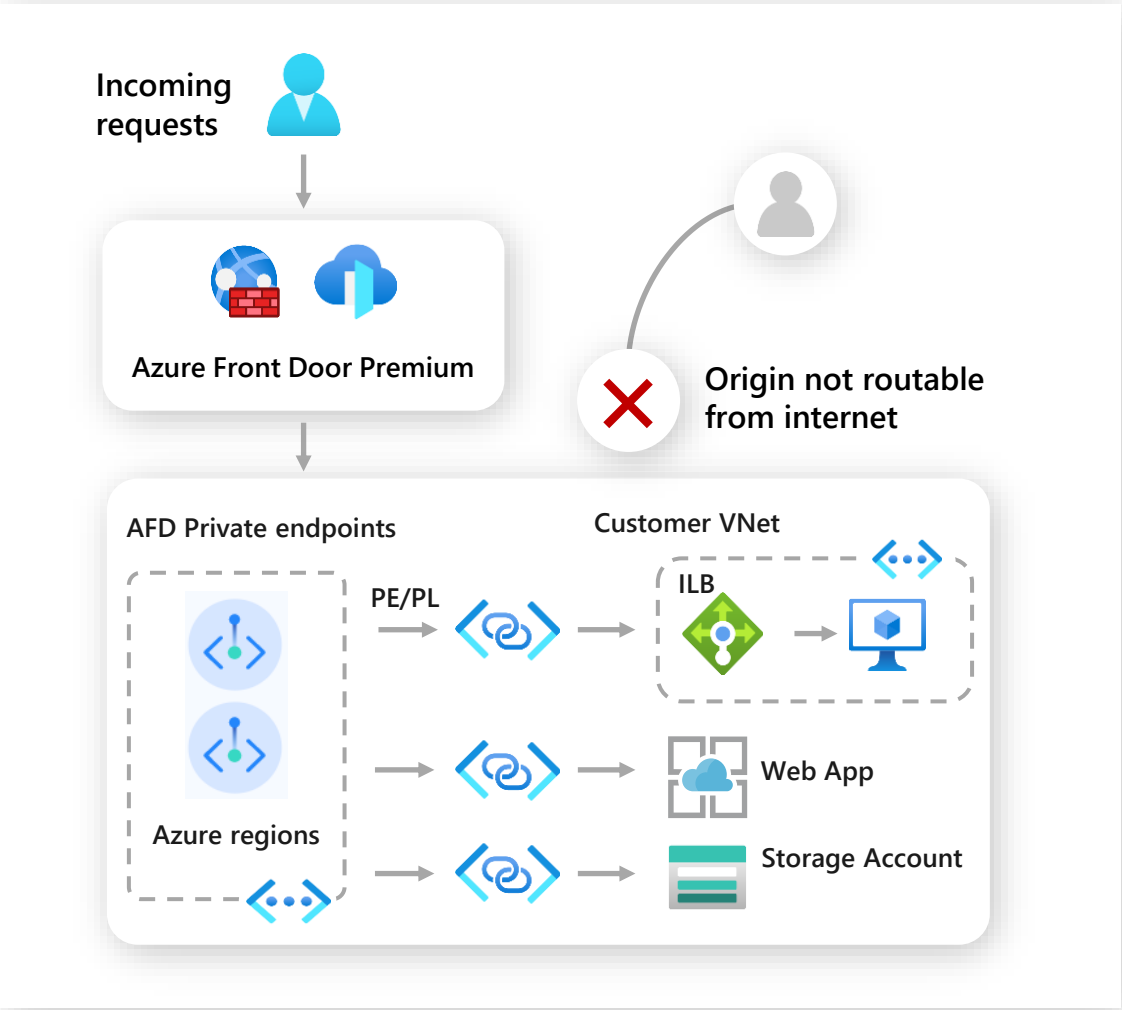 Incoming
requests
Azure Front Door Premium
Origin not routable
from internet
AFD Private endpoints
Customer VNet
PE/PL
ILB
Web App
Azure regions
Storage Account